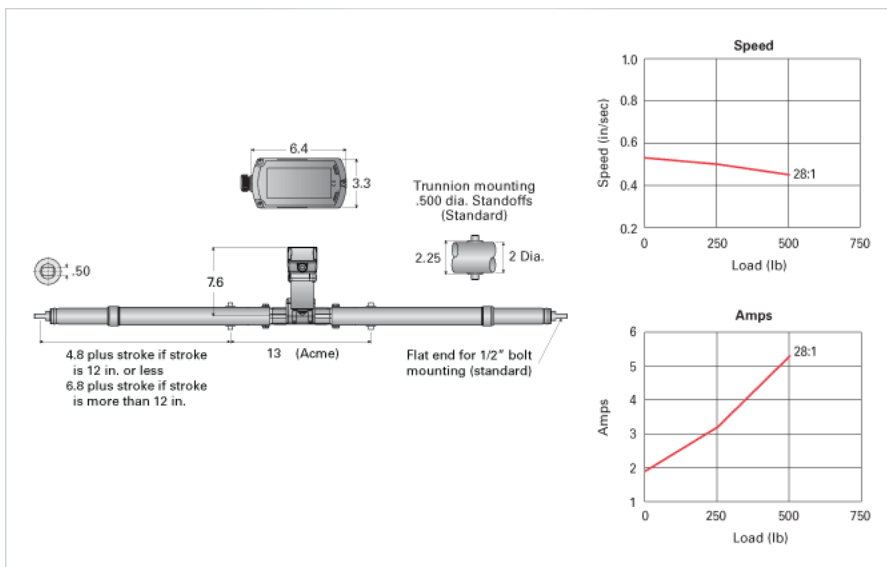 6.4
3.3
Trunnion mounting
.500 dia. Standoffs
(Standard)
2.25
2 Dia.
.50
7.6
4.8 plus stroke if stroke
is 12 in. or less
6.8 plus stroke if stroke
is more than 12 in.
13 (Acme)
Flat end for 1/2" bolt
mounting (standard)
Speed
1.0
0.8
0.6
0.4
0.2
Speed (in/sec)
28:1
0 250 500 750
Load (lb)
Amps
6
5
4
3
2
1
Amps
28:1
0 250 500 750
Load (lb)